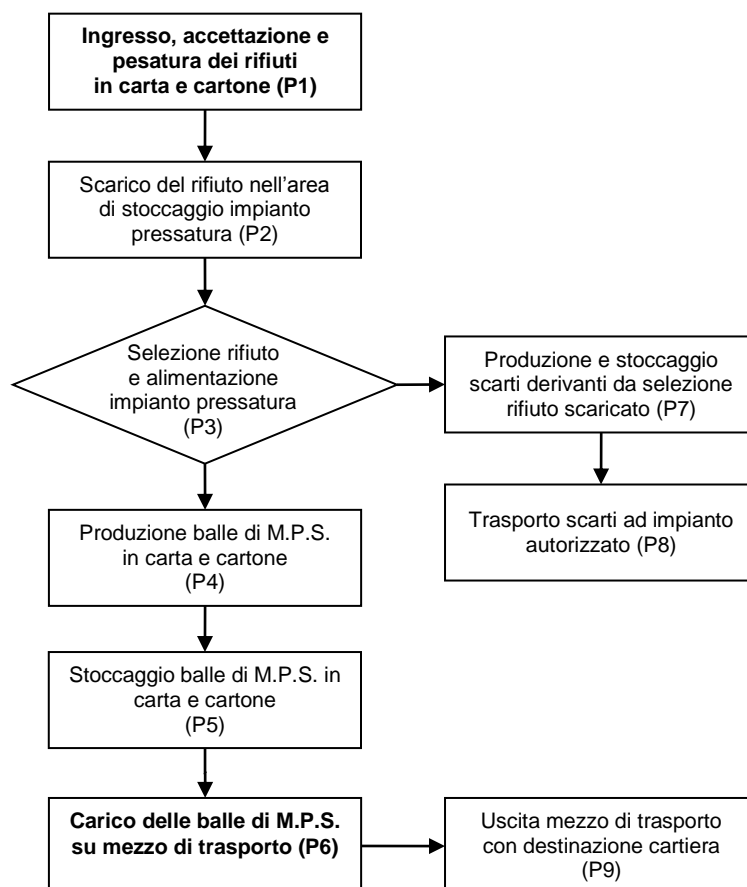 Ingresso, accettazione e
pesatura dei rifiuti
in carta e cartone (P1)
Scarico del rifiuto nell'area
di stoccaggio impianto
pressatura (P2)
Selezione rifiuto
e alimentazione
impianto pressatura
(P3)
Produzione e stoccaggio
scarti derivanti da selezione
rifiuto scaricato (P7)
Trasporto scarti ad impianto
autorizzato (P8)
Produzione balle di M.P.S.
in carta e cartone
(P4)
Stoccaggio balle di M.P.S. in
carta e cartone
(P5)
Carico delle balle di M.P.S.
su mezzo di trasporto (P6)
Uscita mezzo di trasporto
con destinazione cartiera
(P9)